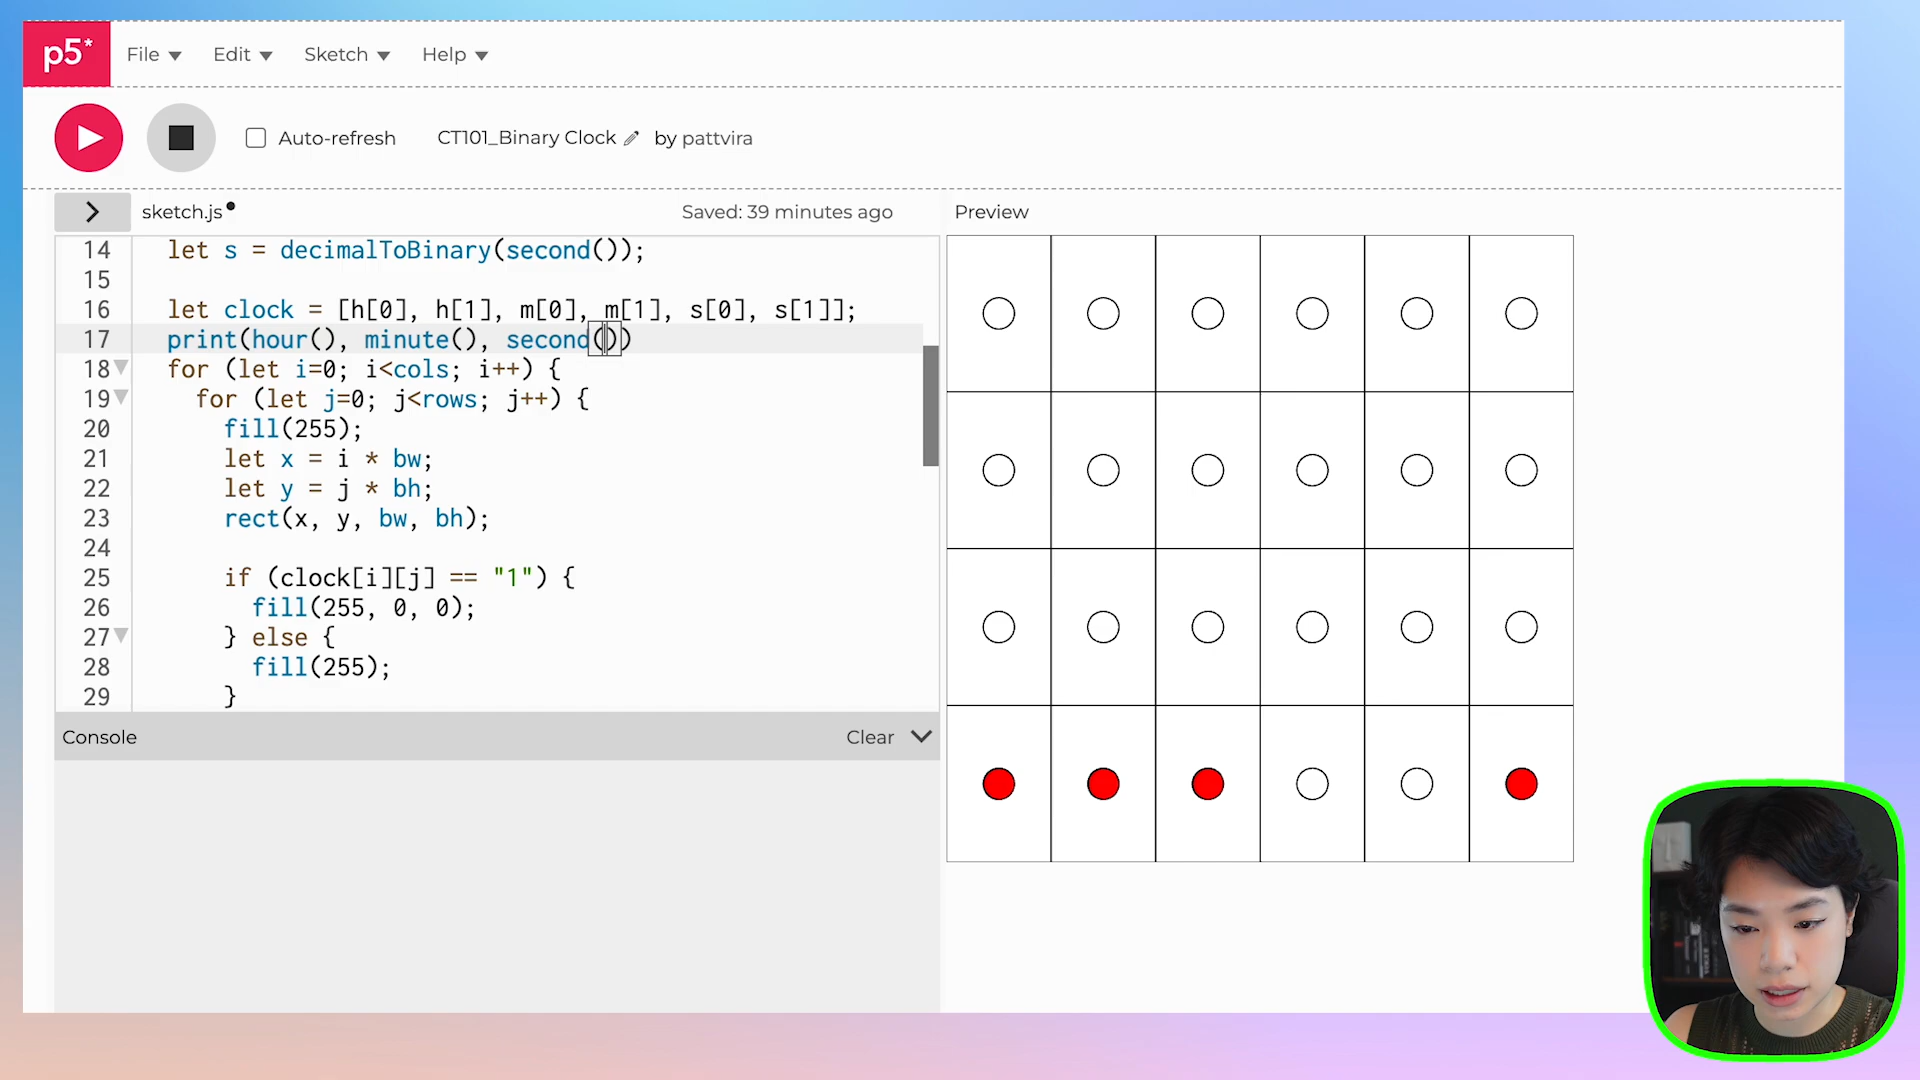 p5*
File Edit Sketch Help
Auto-refresh CT101_Binary Clock by pattvira
sketch.js Saved: 39 minutes ago Preview
14 let s = decimalToBinary(second());
15
16 let clock = [h[0], h[1], m[0], m[1], s[0], s[1]];
17 print(hour(), minute(), second())
18 for (let i=0; i<cols; i++) {
19 for (let j=0; j<rows; j++) {
20 fill(255);
21 let x = i * bw;
22 let y = j * bh;
23 rect(x, y, bw, bh);
24
25 if (clock[i][j] == "1") {
26 fill(255, 0, 0);
27 } else {
28 fill(255);
29 }
Console Clear